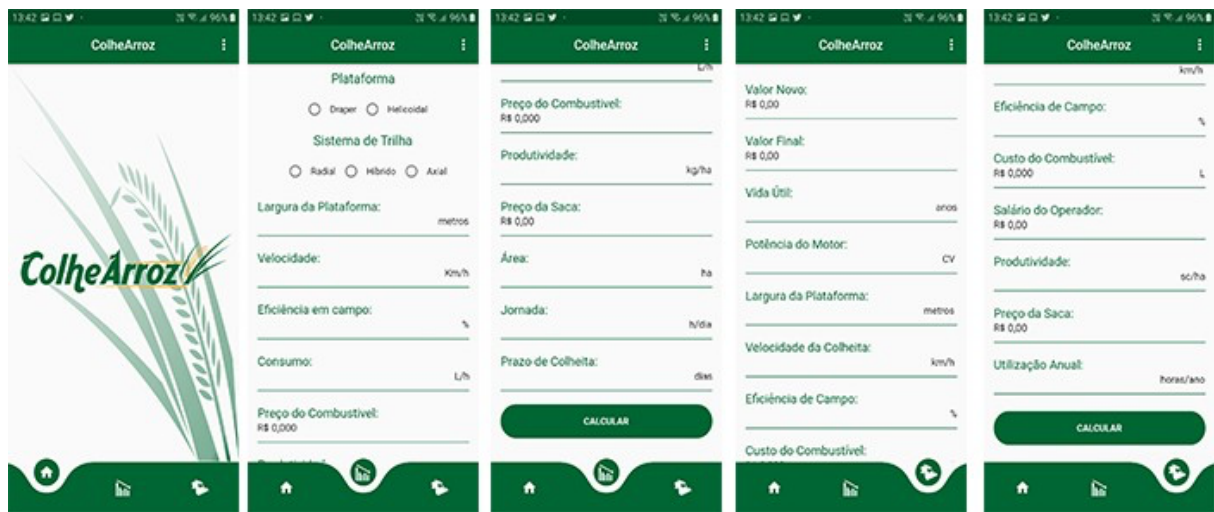 13:42
96%
ColheArroz
ColheArroz
13:42
96%
ColheArroz
Plataforma
Draper
Helicoidal
Sistema de Trilha
Radial
Híbrido
Axial
Largura da Plataforma:
metros
Velocidade:
Km/h
Eficiência em campo:
%
Consumo:
L/h
Preço do Combustivel:
R$ 0,000
13:42
96%
ColheArroz
L/h
Preço do Combustivel:
R$ 0,000
Produtividade:
kg/ha
Preço da Saca:
R$ 0,00
Área:
ha
Jornada:
h/dia
Prazo de Colheita:
dias
CALCULAR
13:42
96%
ColheArroz
Valor Novo:
R$ 0,00
Valor Final:
R$ 0,00
Vida Útil:
anos
Potência do Motor:
CV
Largura da Plataforma:
metros
Velocidade da Colheita:
km/h
Eficiência de Campo:
%
Custo do Combustível:
13:42
96%
ColheArroz
km/h
Eficiência de Campo:
%
Custo do Combustível:
R$ 0,000
L
Salário do Operador:
R$ 0,00
Produtividade:
sc/ha
Preço da Saca:
R$ 0,00
Utilização Anual:
horas/ano
CALCULAR